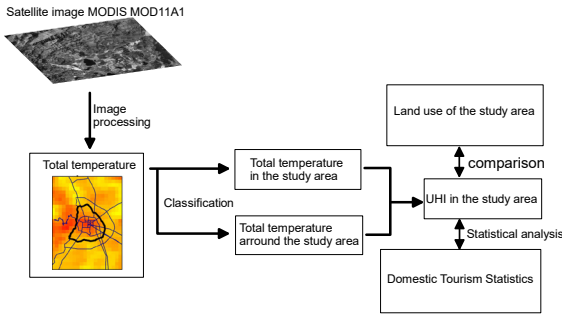 Satellite image MODIS MOD11A1
Image
processing
Total temperature
Classification
Total temperature
in the study area
Total temperature
arround the study area
Land use of the study area
comparison
UHI in the study area
Statistical analysis
Domestic Tourism Statistics